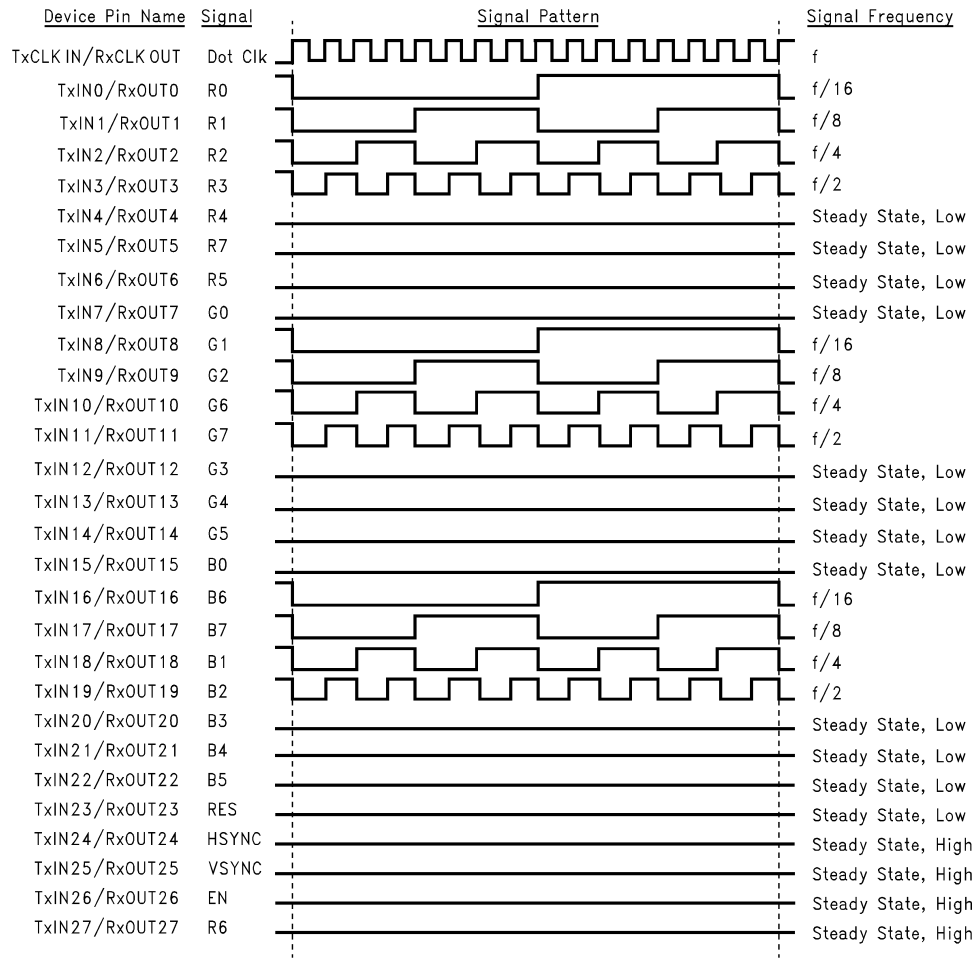 Device Pin Name Signal Signal Pattern Signal Frequency
TxCLK IN/RxCLK OUT Dot Clk f
TxIN0/RxOUT0 R0 f/16
TxIN1/RxOUT1 R1 f/8
TxIN2/RxOUT2 R2 f/4
TxIN3/RxOUT3 R3 f/2
TxIN4/RxOUT4 R4 Steady State, Low
TxIN5/RxOUT5 R7 Steady State, Low
TxIN6/RxOUT6 R5 Steady State, Low
TxIN7/RxOUT7 G0 Steady State, Low
TxIN8/RxOUT8 G1 f/16
TxIN9/RxOUT9 G2 f/8
TxIN10/RxOUT10 G6 f/4
TxIN11/RxOUT11 G7 f/2
TxIN12/RxOUT12 G3 Steady State, Low
TxIN13/RxOUT13 G4 Steady State, Low
TxIN14/RxOUT14 G5 Steady State, Low
TxIN15/RxOUT15 B0 Steady State, Low
TxIN16/RxOUT16 B6 f/16
TxIN17/RxOUT17 B7 f/8
TxIN18/RxOUT18 B1 f/4
TxIN19/RxOUT19 B2 f/2
TxIN20/RxOUT20 B3 Steady State, Low
TxIN21/RxOUT21 B4 Steady State, Low
TxIN22/RxOUT22 B5 Steady State, Low
TxIN23/RxOUT23 RES Steady State, Low
TxIN24/RxOUT24 HSYNC Steady State, High
TxIN25/RxOUT25 VSYNC Steady State, High
TxIN26/RxOUT26 EN Steady State, High
TxIN27/RxOUT27 R6 Steady State, High